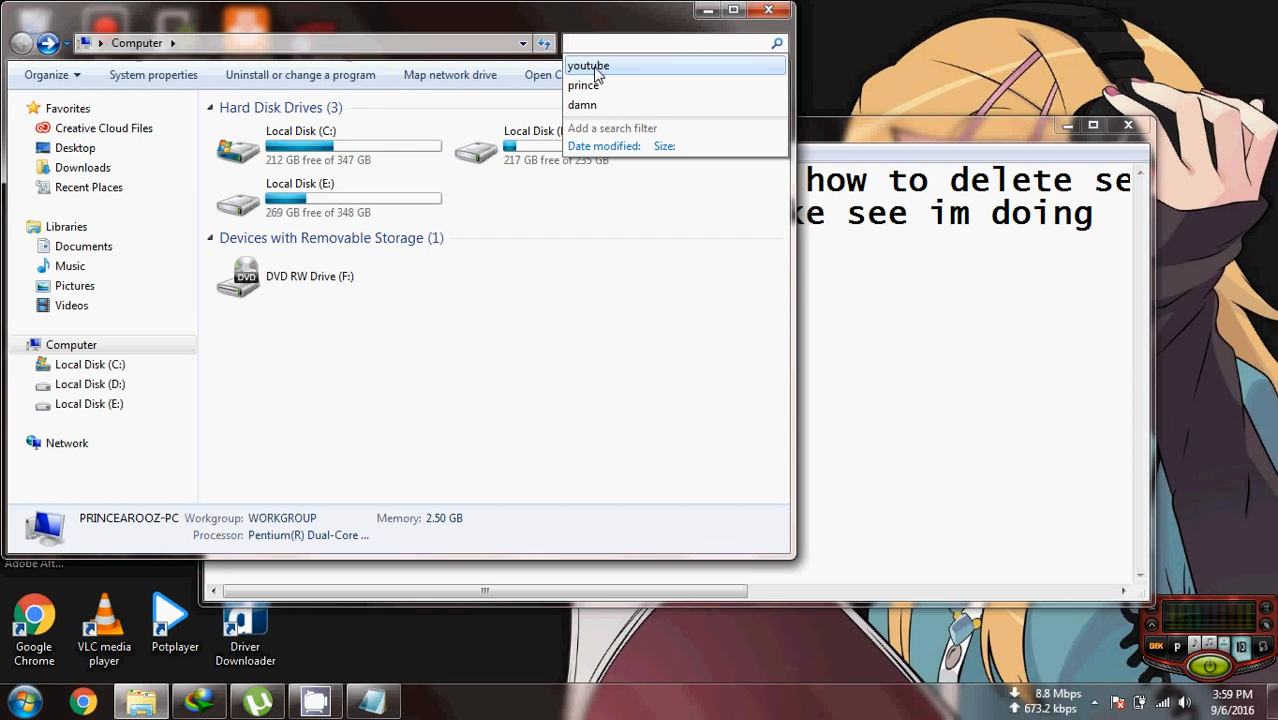 Computer
Organize
System properties
Uninstall or change a program
Map network drive
Open C
youtube
prince
damn
Add a search filter
Date modified:
Size:
Favorites
Creative Cloud Files
Desktop
Downloads
Recent Places
Libraries
Documents
Music
Pictures
Videos
Computer
Local Disk (C:)
Local Disk (D:)
Local Disk (E:)
Network
Hard Disk Drives (3)
Local Disk (C:)
212 GB free of 347 GB
Local Disk (
217 GB free of 235 GB
Local Disk (E:)
269 GB free of 348 GB
Devices with Removable Storage (1)
DVD
DVD RW Drive (F:)
PRINCEAROOZ-PC
Workgroup: WORKGROUP
Memory: 2.50 GB
Processor: Pentium(R) Dual-Core ...
how to delete se
ke see im doing
Adobe Aft...
Google Chrome
VLC media player
Potplayer
Driver Downloader
P
8.8 Mbps
673.2 kbps
3:59 PM
9/6/2016